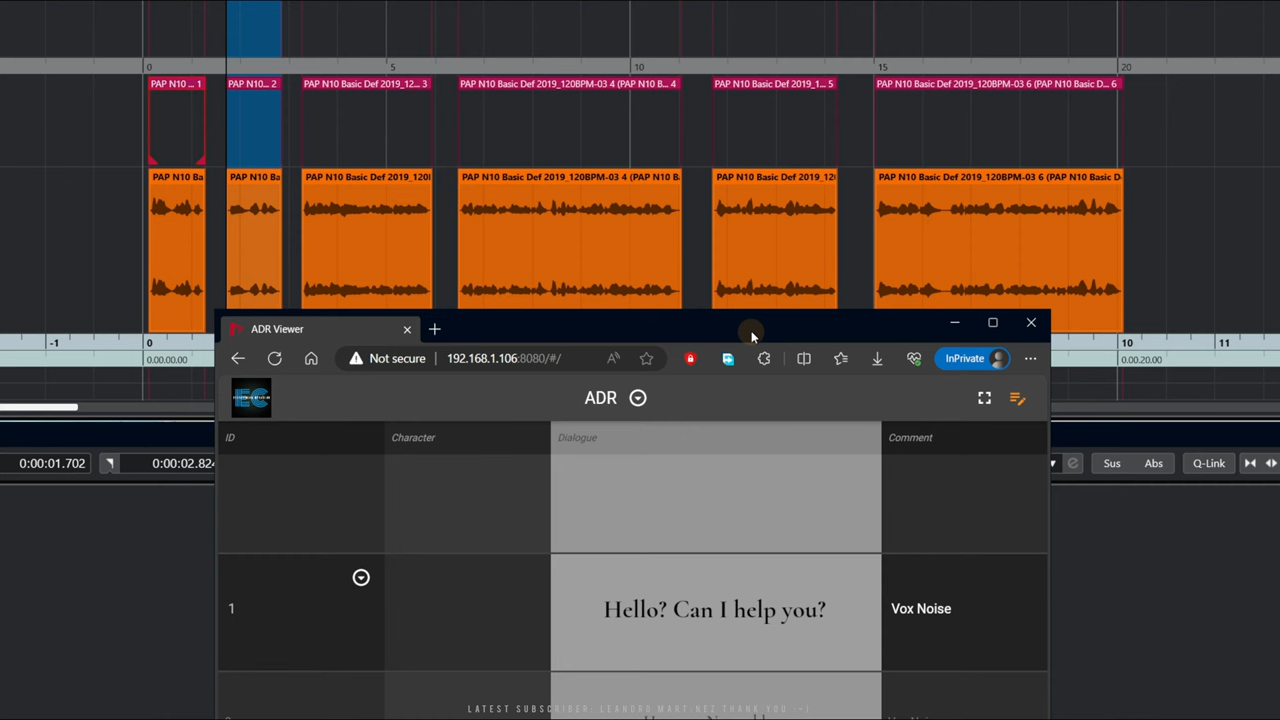 0 5 10 15 20
PAP N10 ... 1 PAP N10... 2 PAP N10 Basic Def 2019_12... 3 PAP N10 Basic Def 2019_120BPM-03 4 (PAP N10 B... 4 PAP N10 Basic Def 2019_1... 5 PAP N10 Basic Def 2019_120BPM-03 6 (PAP N10 Basic D... 6
PAP N10 Ba PAP N10 Ba PAP N10 Basic Def 2019_120I PAP N10 Basic Def 2019_120BPM-03 4 (PAP N10 B PAP N10 Basic Def 2019_12( PAP N10 Basic Def 2019_120BPM-03 6 (PAP N10 Basic D
-1 0 10 11
0.00.00.00 0.00.20.00
ADR Viewer
Not secure 192.168.1.106:8080/#/ InPrivate
EC ADR
ID Character Dialogue Comment
0:00:01.702 0:00:02.824 Sus Abs Q-Link
1 Hello? Can I help you? Vox Noise
LATEST SUBSCRIBER: LEANDRO MARTINEZ THANK YOU :-)